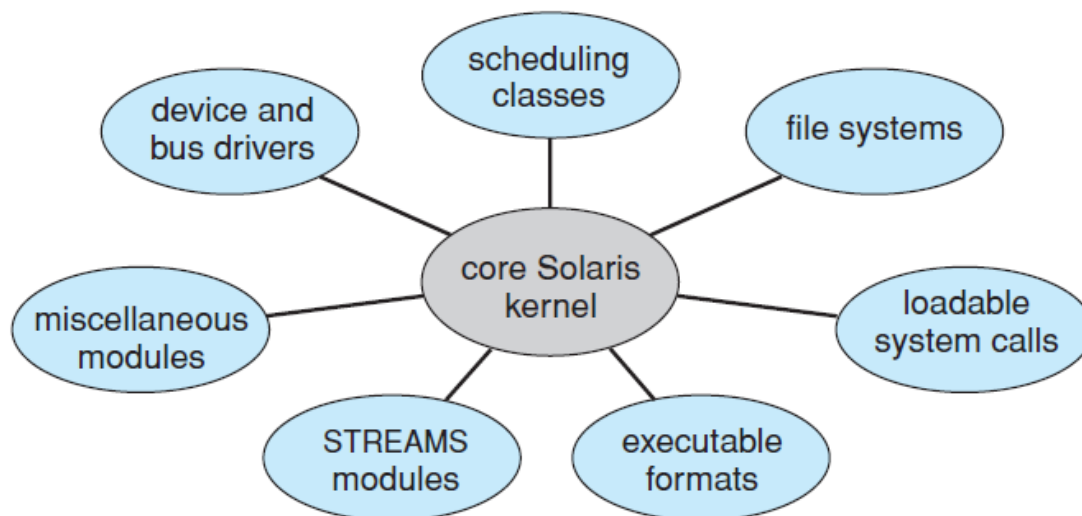 scheduling
classes
device and
bus drivers
file systems
core Solaris
kernel
miscellaneous
modules
loadable
system calls
STREAMS
modules
executable
formats